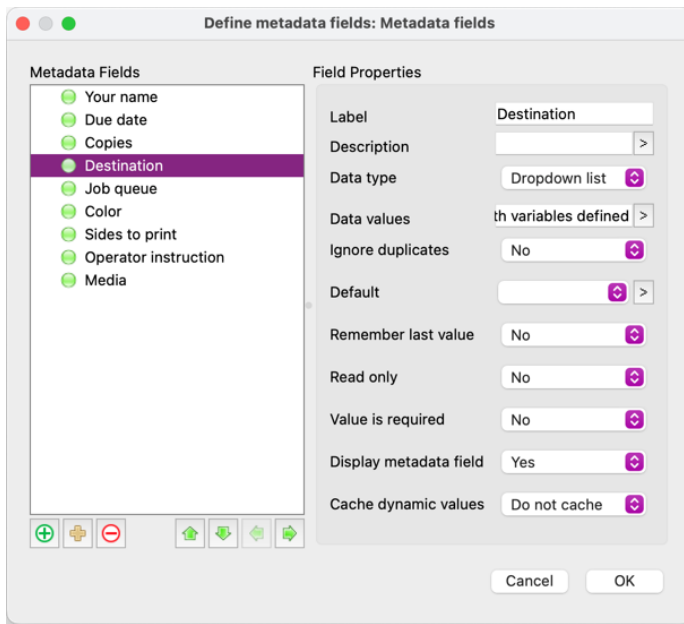 Define metadata fields: Metadata fields
Metadata Fields
Your name
Due date
Copies
Destination
Job queue
Color
Sides to print
Operator instruction
Media
Field Properties
Label Destination
Description >
Data type Dropdown list
Data values th variables defined >
Ignore duplicates No
Default >
Remember last value No
Read only No
Value is required No
Display metadata field Yes
Cache dynamic values Do not cache
Cancel OK